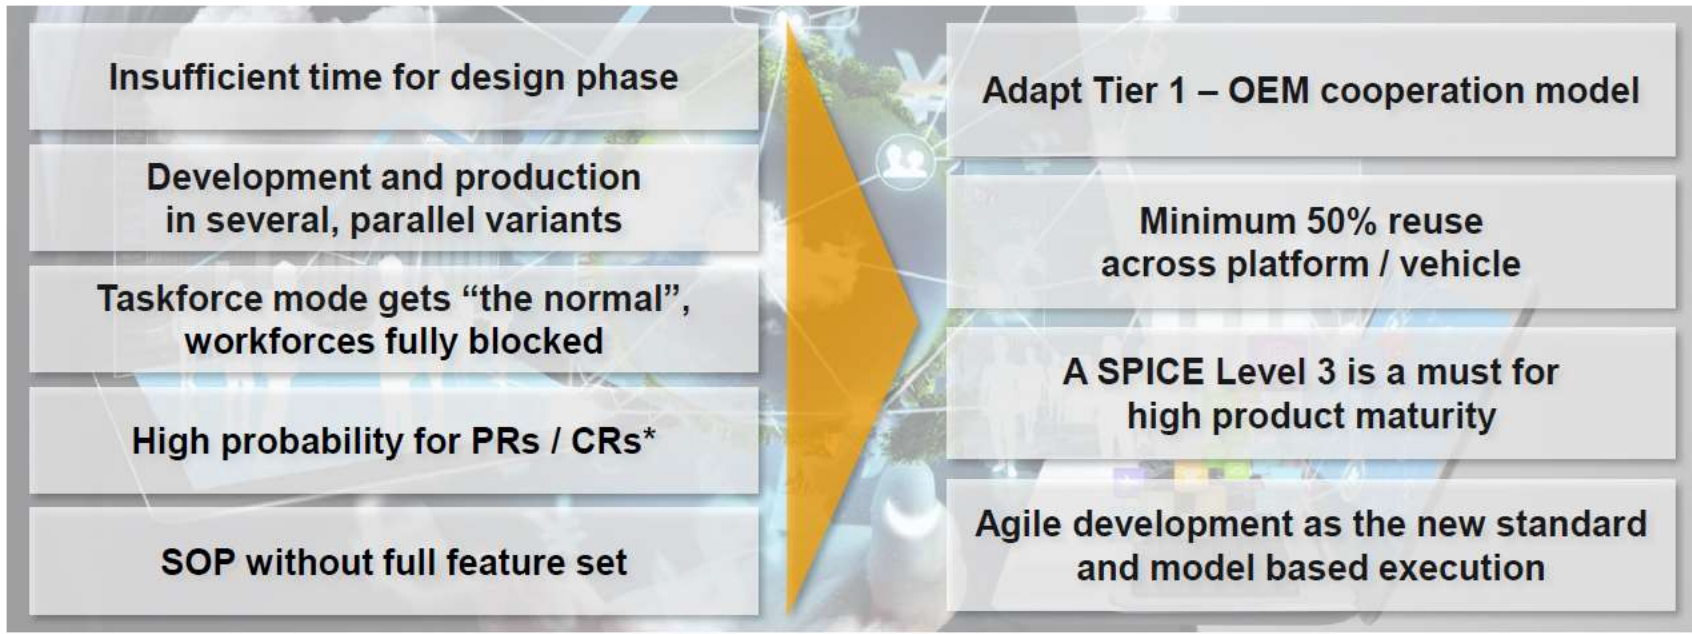 Insufficient time for design phase
Development and production
in several, parallel variants
Taskforce mode gets “the normal”,
workforces fully blocked
High probability for PRs / CRs*
SOP without full feature set
Adapt Tier 1 – OEM cooperation model
Minimum 50% reuse
across platform / vehicle
A SPICE Level 3 is a must for
high product maturity
Agile development as the new standard
and model based execution